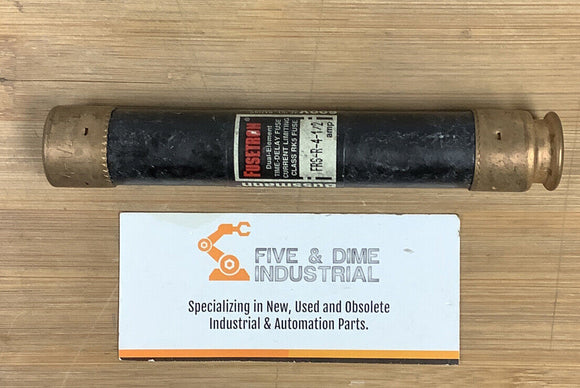 FUSETRON
Dual-Element
TIME-DELAY FUSE
CURRENT LIMITING
CLASS RK5 FUSE
FRS-R-4-1/2
amp
BUSSMANN
600V
FIVE & DIME
INDUSTRIAL
Specializing in New, Used and Obsolete
Industrial & Automation Parts.